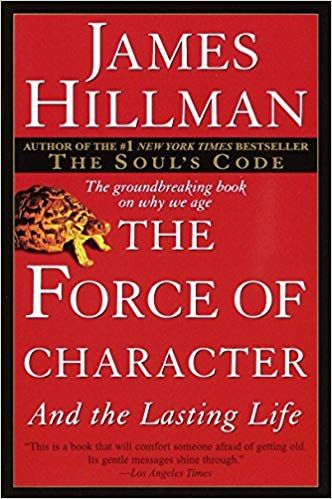 JAMES
HILLMAN
AUTHOR OF THE #1 NEW YORK TIMES BESTSELLER
THE SOUL'S CODE
The groundbreaking book
on why we age
THE
FORCE OF
CHARACTER
And the Lasting Life
"This is a book that will comfort someone afraid of getting old.
Its gentle messages shine through."
—Los Angeles Times